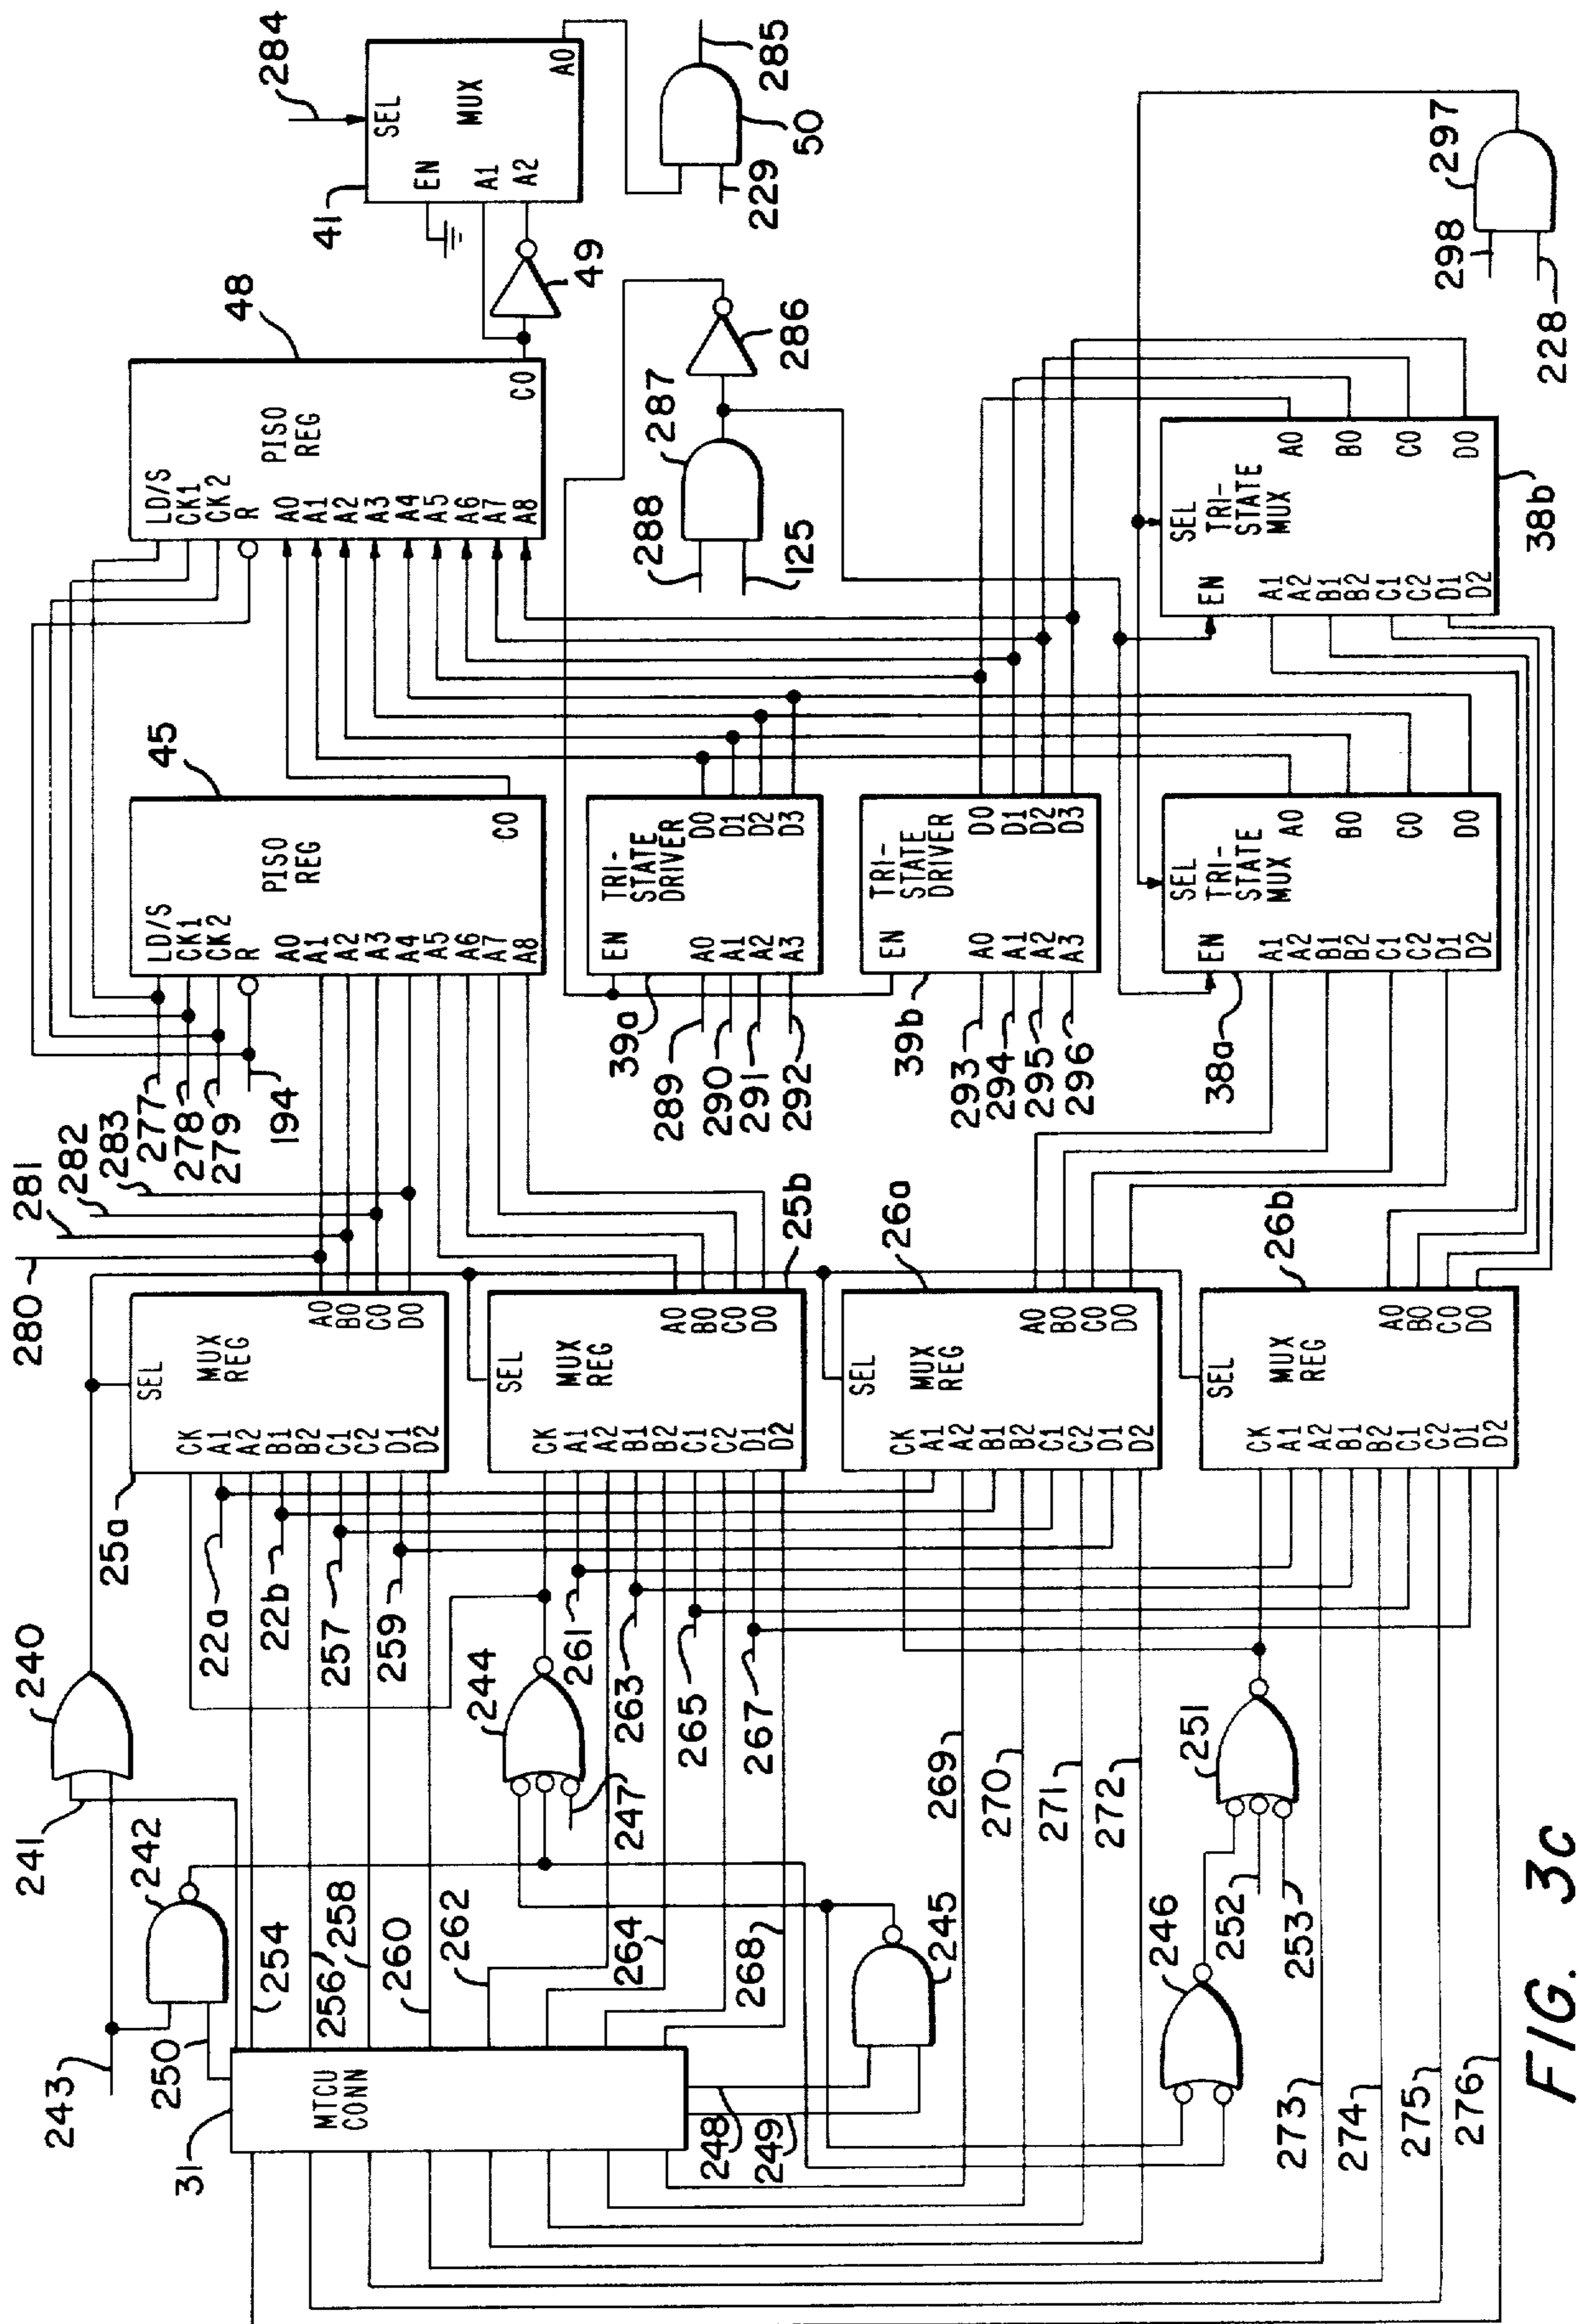 284
41
SEL
EN
MUX
A1
A2
A0
49
285
50
229
48
LD/S
CK1
CK2
R
A0
A1
A2
A3
A4
A5
A6
A7
A8
PISO
REG
C0
286
287
288
125
45
LD/S
CK1
CK2
R
A0
A1
A2
A3
A4
A5
A6
A7
A8
PISO
REG
C0
277
278
279
194
280
281
282
283
EN
TRI-
STATE
DRIVER
A0
A1
A2
A3
D0
D1
D2
D3
39a
289
290
291
292
EN
TRI-
STATE
DRIVER
A0
A1
A2
A3
D0
D1
D2
D3
39b
293
294
295
296
SEL
TRI-
STATE
MUX
EN
A1
A2
B1
B2
C1
C2
D1
D2
A0
B0
C0
D0
38a
SEL
TRI-
STATE
MUX
EN
A1
A2
B1
B2
C1
C2
D1
D2
A0
B0
C0
D0
38b
297
298
228
25a
SEL
MUX
REG
CK
A1
A2
B1
B2
C1
C2
D1
D2
A0
B0
C0
D0
22a
22b
257
259
25b
SEL
MUX
REG
CK
A1
A2
B1
B2
C1
C2
D1
D2
A0
B0
C0
D0
261
263
265
267
26a
SEL
MUX
REG
CK
A1
A2
B1
B2
C1
C2
D1
D2
A0
B0
C0
D0
26b
SEL
MUX
REG
CK
A1
A2
B1
B2
C1
C2
D1
D2
A0
B0
C0
D0
240
241
242
243
250
244
247
245
248
249
246
251
252
253
31
MTCU
CONN
254
256
258
260
262
264
268
269
270
271
272
273
274
275
276
FIG. 3c